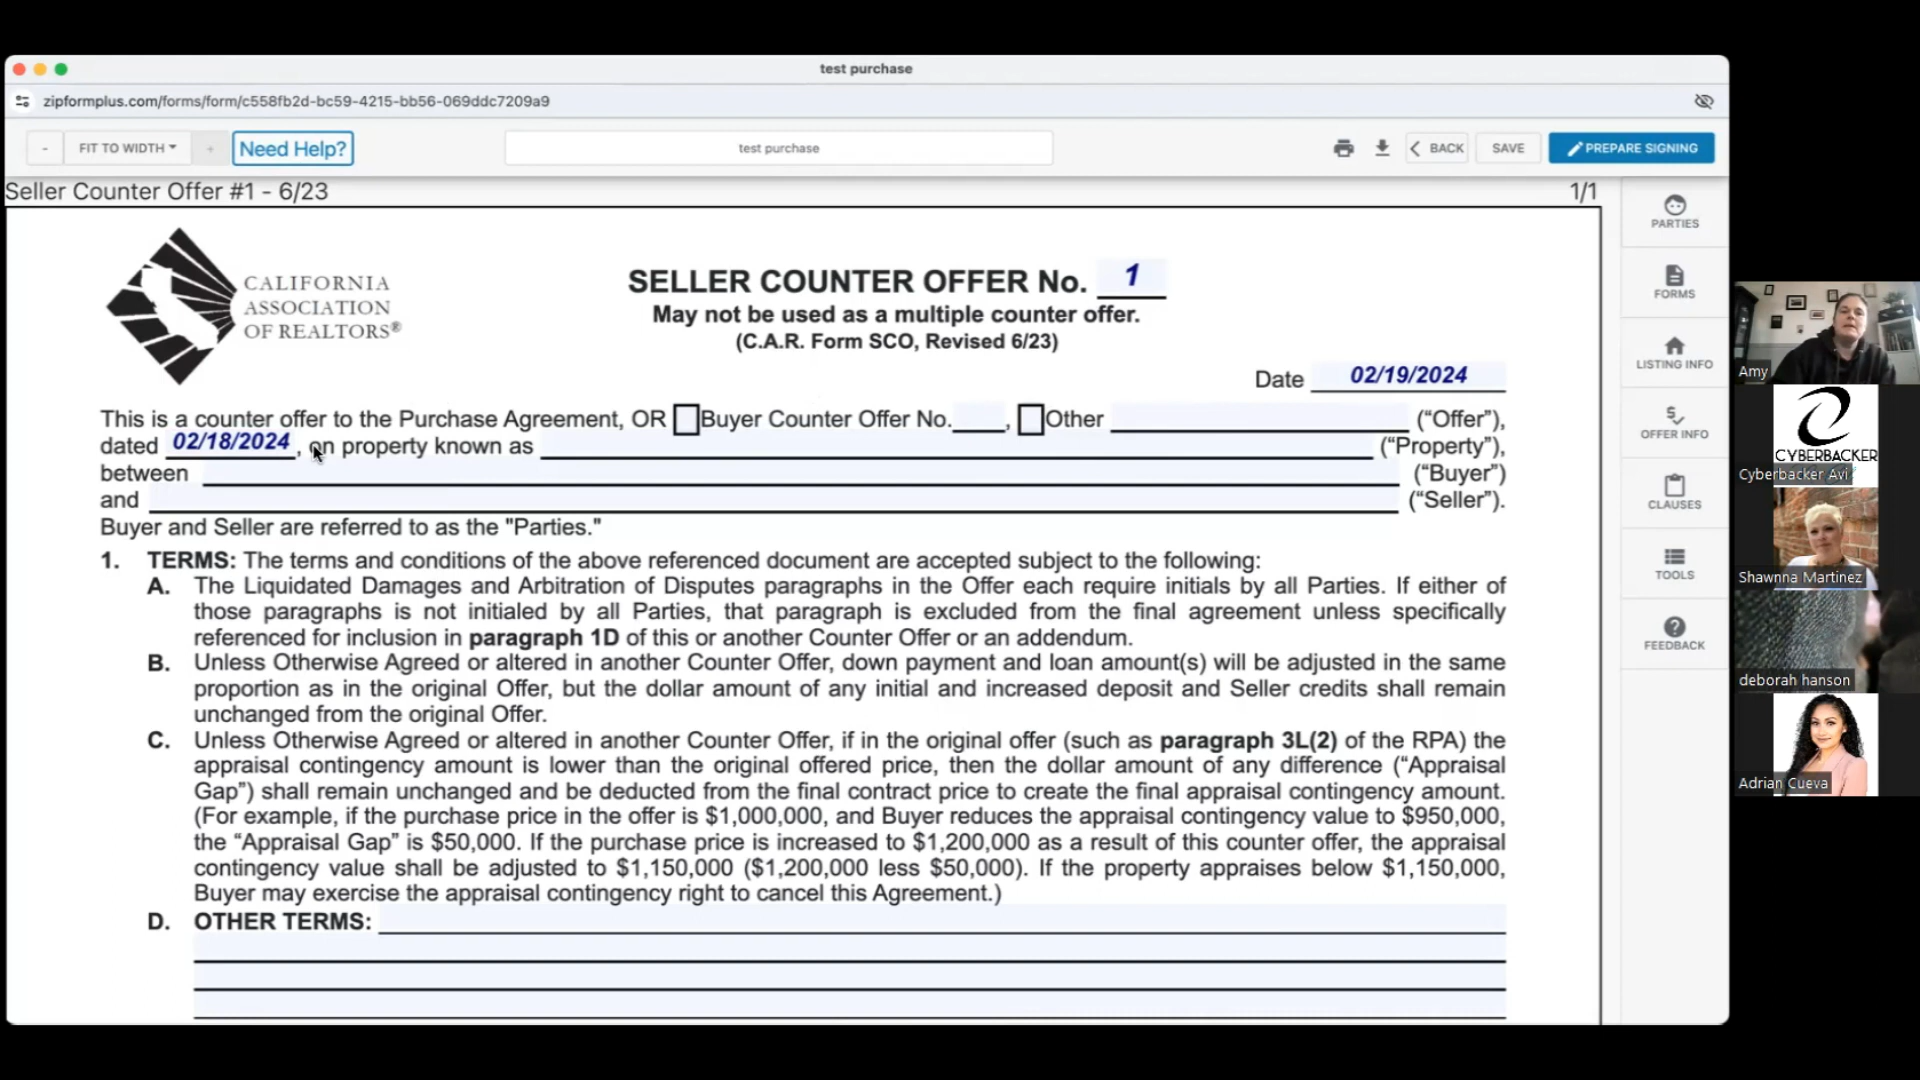 test purchase
zipformplus.com/forms/form/c558fb2d-bc59-4215-bb56-069ddc7209a9
- FIT TO WIDTH + Need Help? test purchase BACK SAVE PREPARE SIGNING
Seller Counter Offer #1 - 6/23 1/1
CALIFORNIA
ASSOCIATION
OF REALTORS®
SELLER COUNTER OFFER No. 1
May not be used as a multiple counter offer.
(C.A.R. Form SCO, Revised 6/23)
Date 02/19/2024
This is a counter offer to the Purchase Agreement, OR Buyer Counter Offer No. , Other (“Offer”),
dated 02/18/2024, on property known as (“Property”),
between (“Buyer”)
and (“Seller”).
Buyer and Seller are referred to as the "Parties."
1. TERMS: The terms and conditions of the above referenced document are accepted subject to the following:
A. The Liquidated Damages and Arbitration of Disputes paragraphs in the Offer each require initials by all Parties. If either of
those paragraphs is not initialed by all Parties, that paragraph is excluded from the final agreement unless specifically
referenced for inclusion in paragraph 1D of this or another Counter Offer or an addendum.
B. Unless Otherwise Agreed or altered in another Counter Offer, down payment and loan amount(s) will be adjusted in the same
proportion as in the original Offer, but the dollar amount of any initial and increased deposit and Seller credits shall remain
unchanged from the original Offer.
C. Unless Otherwise Agreed or altered in another Counter Offer, if in the original offer (such as paragraph 3L(2) of the RPA) the
appraisal contingency amount is lower than the original offered price, then the dollar amount of any difference (“Appraisal
Gap”) shall remain unchanged and be deducted from the final contract price to create the final appraisal contingency amount.
(For example, if the purchase price in the offer is $1,000,000, and Buyer reduces the appraisal contingency value to $950,000,
the “Appraisal Gap” is $50,000. If the purchase price is increased to $1,200,000 as a result of this counter offer, the appraisal
contingency value shall be adjusted to $1,150,000 ($1,200,000 less $50,000). If the property appraises below $1,150,000,
Buyer may exercise the appraisal contingency right to cancel this Agreement.)
D. OTHER TERMS:
PARTIES
FORMS
LISTING INFO
OFFER INFO
CLAUSES
TOOLS
FEEDBACK
Amy
CYBERBACKER
Cyberbacker Avi
Shawnna Martinez
deborah hanson
Adrian Cueva